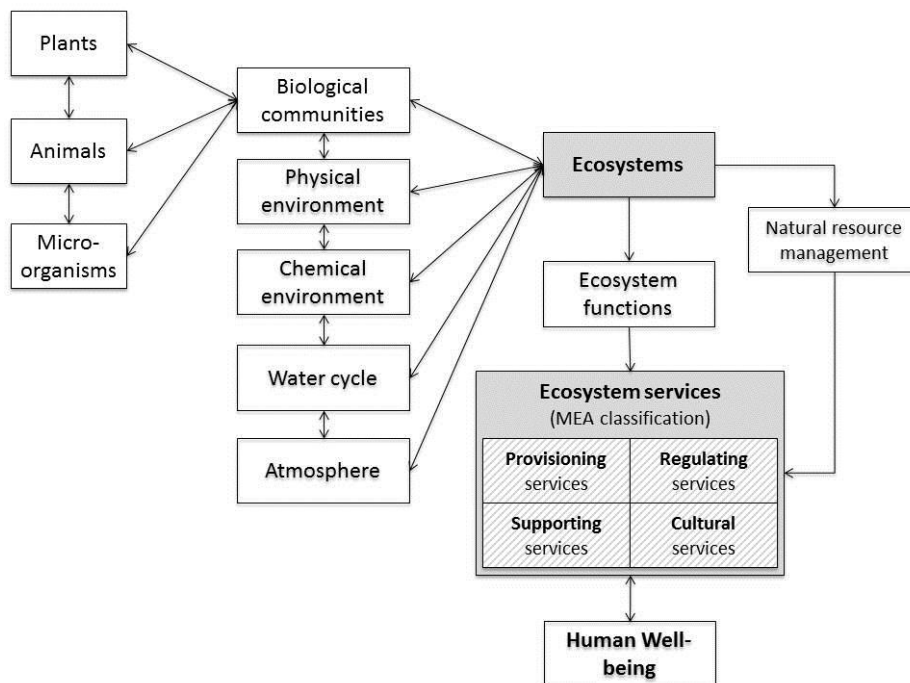 Plants
Animals
Micro-
organisms
Biological
communities
Physical
environment
Chemical
environment
Water cycle
Atmosphere
Ecosystems
Natural resource
management
Ecosystem
functions
Ecosystem services
(MEA classification)
Provisioning
services
Regulating
services
Supporting
services
Cultural
services
Human Well-
being